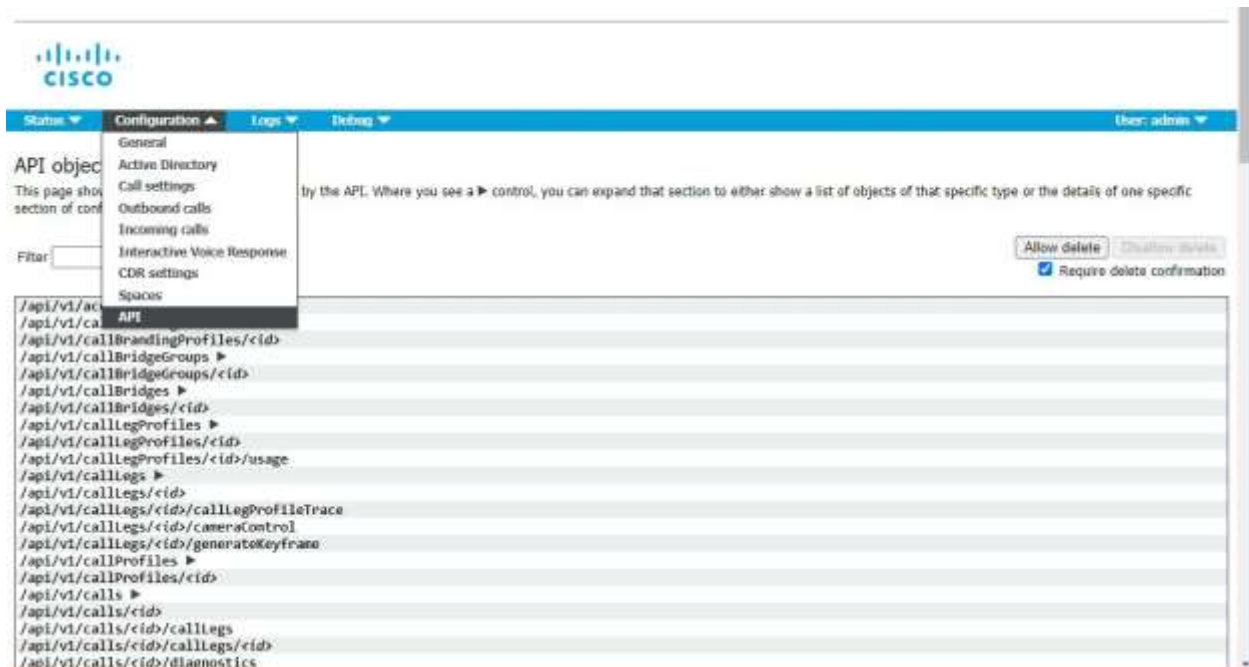 CISCO
Status Configuration Logs Debug User: admin
General
Active Directory
Call settings
Outbound calls
Incoming calls
Interactive Voice Response
CDR settings
Spaces
API
API objec
This page shov by the API. Where you see a ► control, you can expand that section to either show a list of objects of that specific type or the details of one specific
section of conf
Filter
Allow delete Disallow delete
Require delete confirmation
/api/v1/ac
/api/v1/cal
/api/v1/callBrandingProfiles/<id>
/api/v1/callBridgeGroups ►
/api/v1/callBridgeGroups/<id>
/api/v1/callBridges ►
/api/v1/callBridges/<id>
/api/v1/callLegProfiles ►
/api/v1/callLegProfiles/<id>
/api/v1/callLegProfiles/<id>/usage
/api/v1/callLegs ►
/api/v1/callLegs/<id>
/api/v1/callLegs/<id>/callLegProfileTrace
/api/v1/callLegs/<id>/cameraControl
/api/v1/callLegs/<id>/generateKeyframe
/api/v1/callProfiles ►
/api/v1/callProfiles/<id>
/api/v1/calls ►
/api/v1/calls/<id>
/api/v1/calls/<id>/callLegs
/api/v1/calls/<id>/callLegs/<id>
/api/v1/calls/<id>/diagnostics